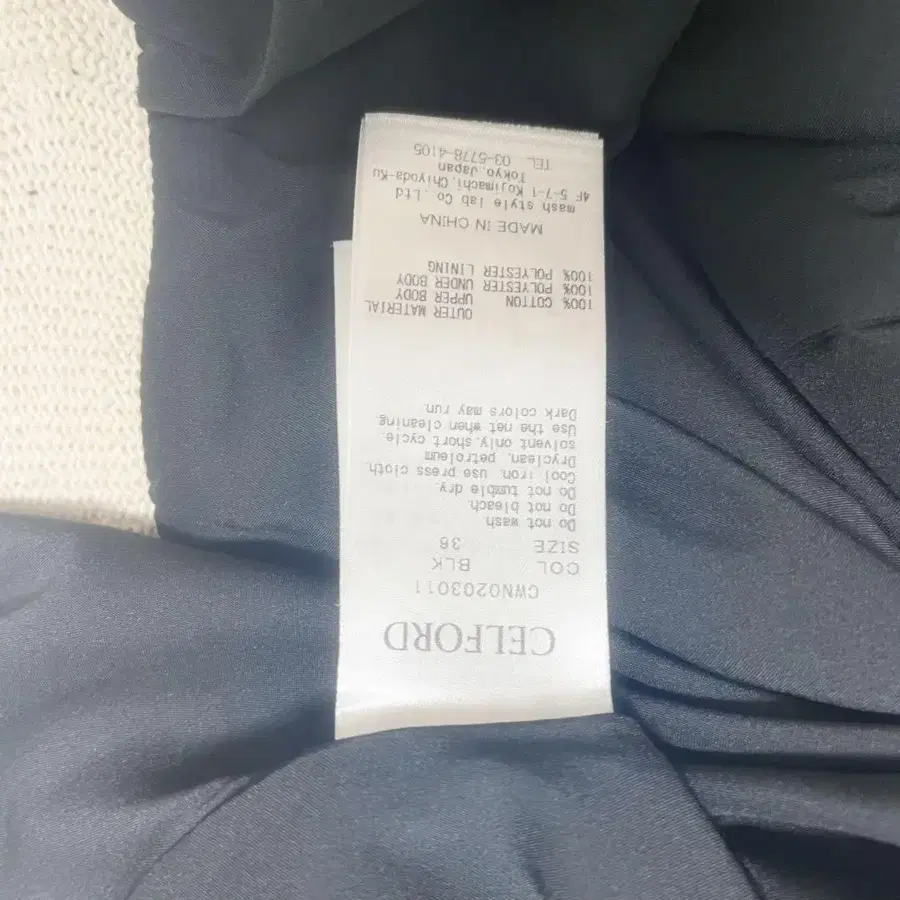 CELFORD
CWNO203011
COL BLK
SIZE 36
Do not wash.
Do not bleach.
Do not tumble dry.
Cool iron. use press cloth.
Dryclean, petroleum
solvent only, short cycle.
Use the net when cleaning
Dark colors may run.
OUTER MATERIAL
100% COTTON UPPER BODY
100% POLYESTER UNDER BODY
100% POLYESTER LINING
MADE IN CHINA
mash style lab Co.,Ltd
4F 5-7-1 Kojimachi,Chiyoda-Ku
Tokyo,Japan
TEL. 03-5778-4105